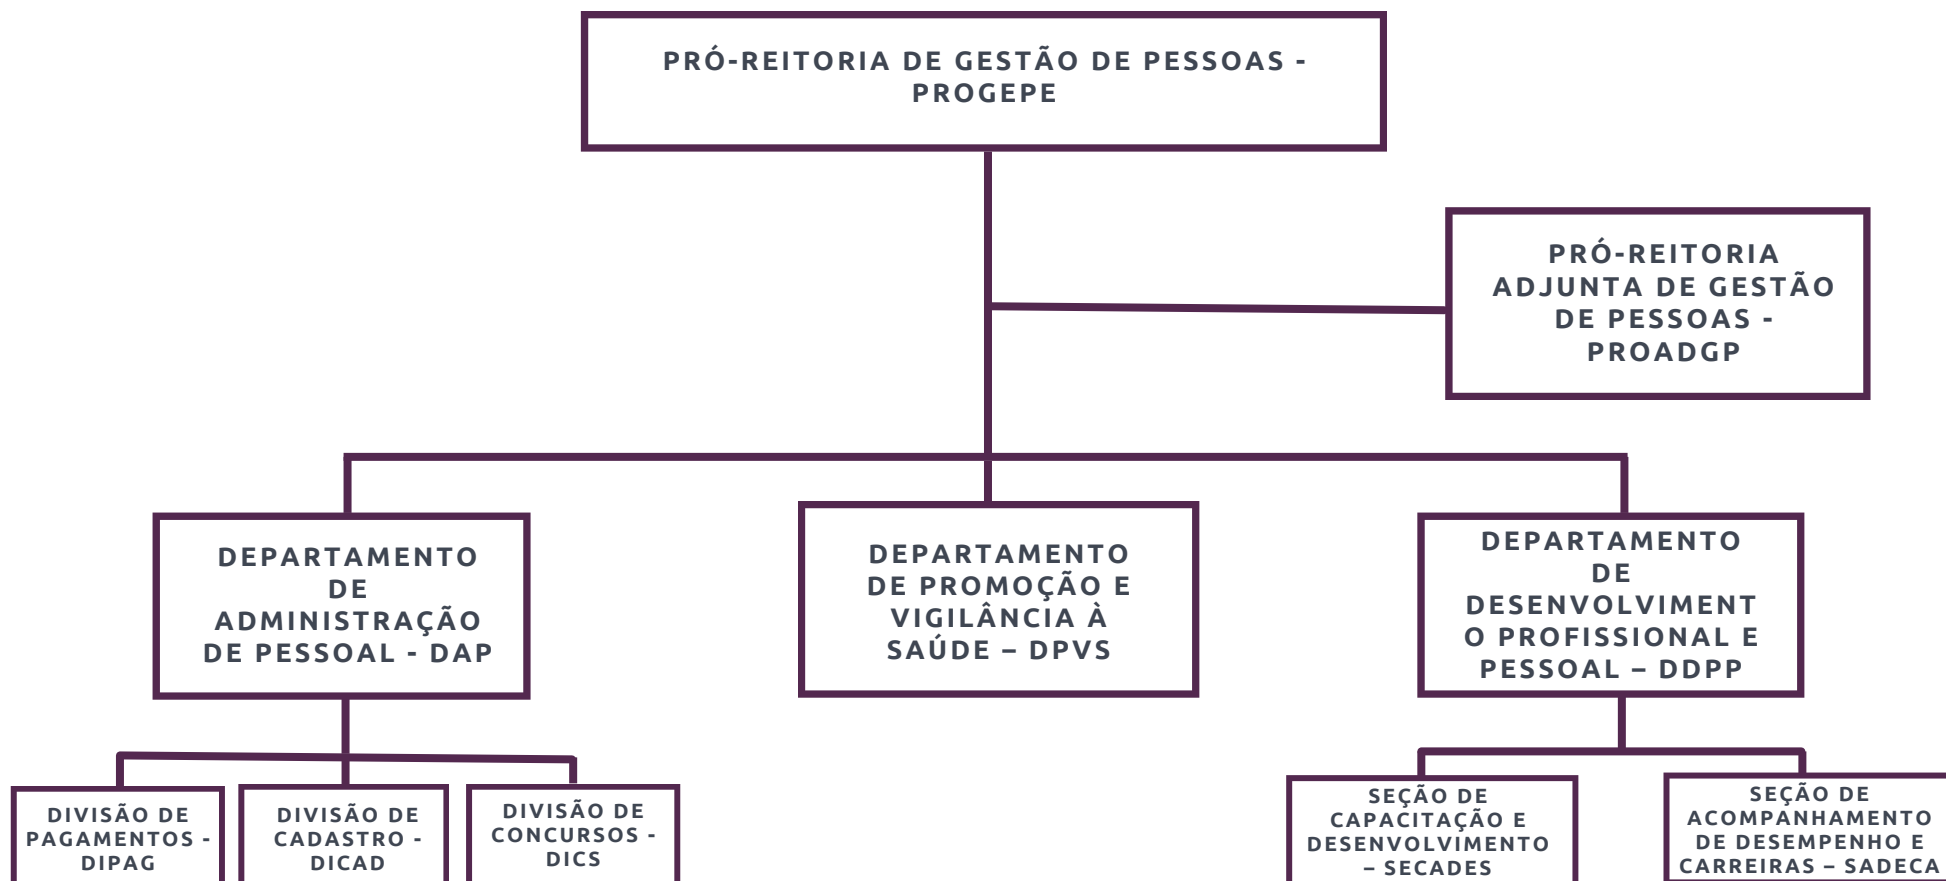 PRÓ-REITORIA DE GESTÃO DE PESSOAS -
PROGEPE
PRÓ-REITORIA
ADJUNTA DE GESTÃO
DE PESSOAS -
PROADGP
DEPARTAMENTO
DE
ADMINISTRAÇÃO
DE PESSOAL - DAP
DEPARTAMENTO
DE PROMOÇÃO E
VIGILÂNCIA À
SAÚDE – DPVS
DEPARTAMENTO
DE
DESENVOLVIMENT
O PROFISSIONAL E
PESSOAL – DDPP
DIVISÃO DE
PAGAMENTOS -
DIPAG
DIVISÃO DE
CADASTRO -
DICAD
DIVISÃO DE
CONCURSOS -
DICS
SEÇÃO DE
CAPACITAÇÃO E
DESENVOLVIMENTO
– SECADES
SEÇÃO DE
ACOMPANHAMENTO
DE DESEMPENHO E
CARREIRAS – SADECA